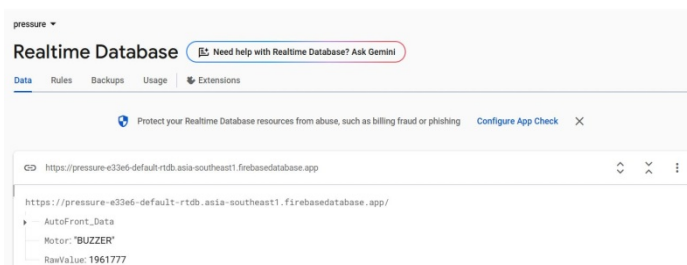 pressure
Realtime Database Need help with Realtime Database? Ask Gemini
Data Rules Backups Usage Extensions
Protect your Realtime Database resources from abuse, such as billing fraud or phishing Configure App Check
https://pressure-e33e6-default-rtdb.asia-southeast1.firebasedatabase.app
https://pressure-e33e6-default-rtdb.asia-southeast1.firebasedatabase.app/
AutoFront_Data
Motor: "BUZZER"
RawValue: 1961777